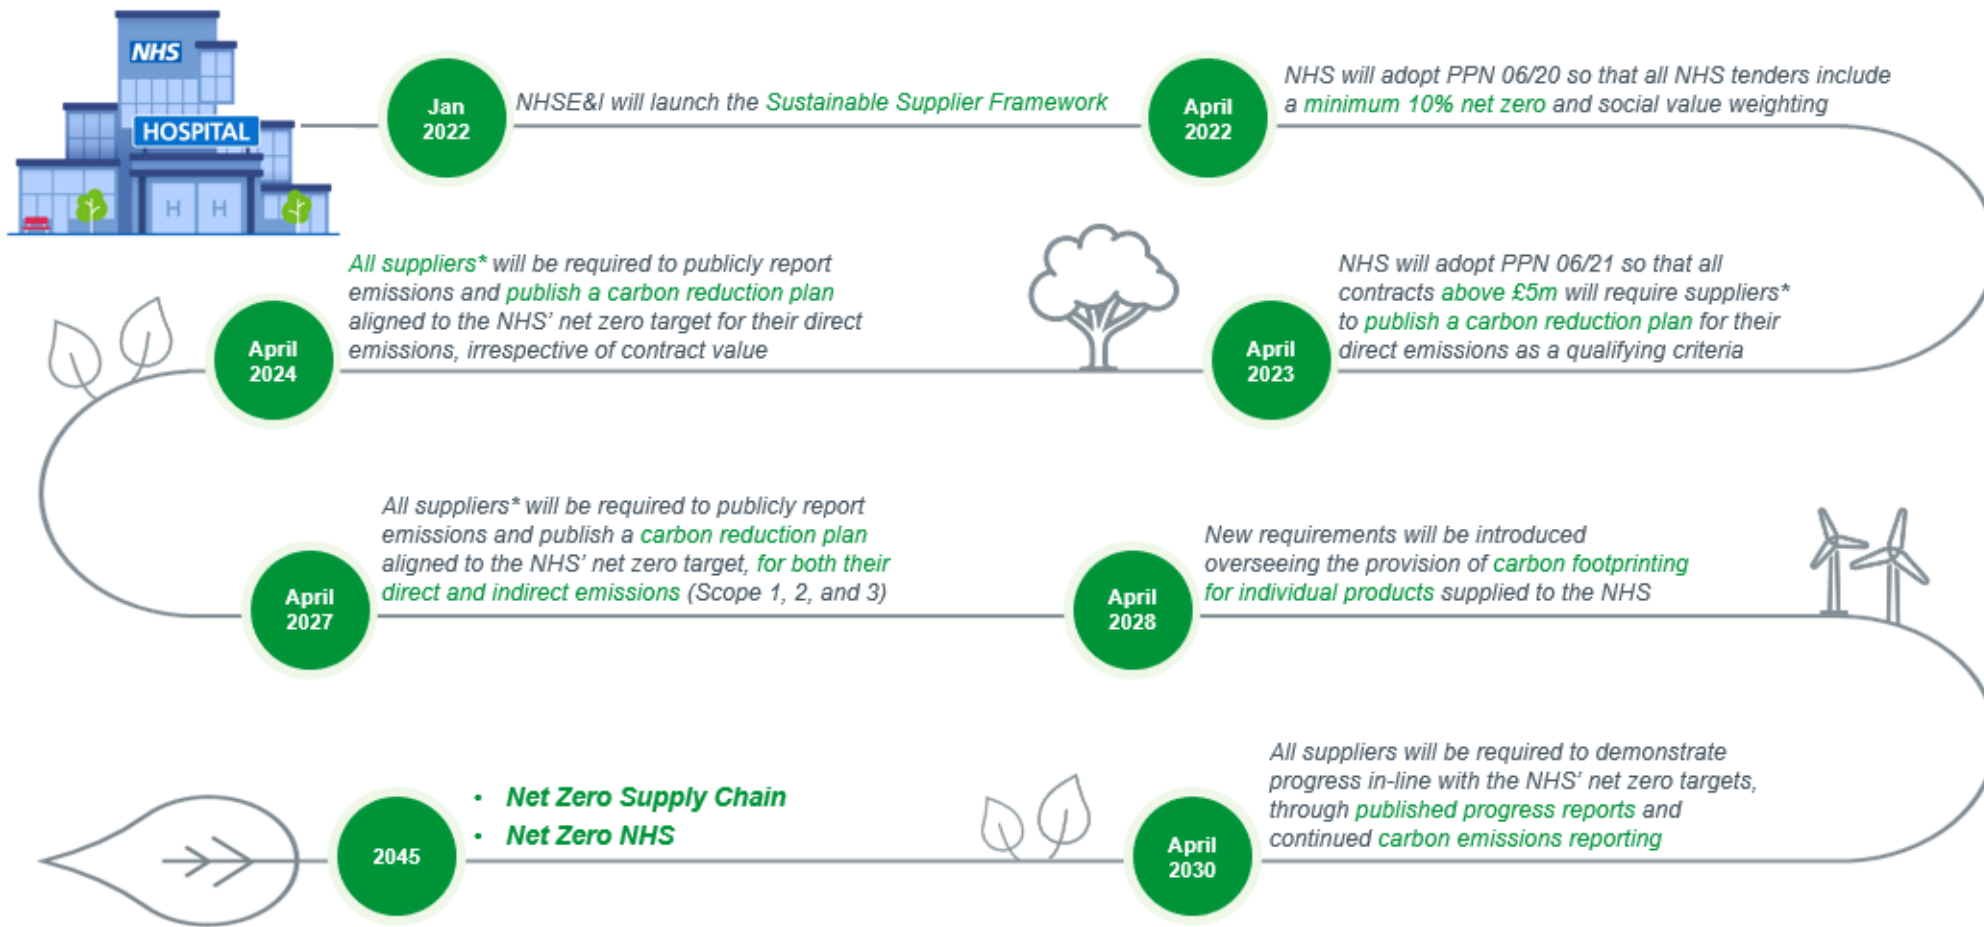 NHS
HOSPITAL
H H
Jan
2022
NHSE&I will launch the Sustainable Supplier Framework
April
2022
NHS will adopt PPN 06/20 so that all NHS tenders include
a minimum 10% net zero and social value weighting
April
2023
NHS will adopt PPN 06/21 so that all
contracts above £5m will require suppliers*
to publish a carbon reduction plan for their
direct emissions as a qualifying criteria
April
2024
All suppliers* will be required to publicly report
emissions and publish a carbon reduction plan
aligned to the NHS' net zero target for their direct
emissions, irrespective of contract value
April
2027
All suppliers* will be required to publicly report
emissions and publish a carbon reduction plan
aligned to the NHS' net zero target, for both their
direct and indirect emissions (Scope 1, 2, and 3)
April
2028
New requirements will be introduced
overseeing the provision of carbon footprinting
for individual products supplied to the NHS
April
2030
All suppliers will be required to demonstrate
progress in-line with the NHS' net zero targets,
through published progress reports and
continued carbon emissions reporting
2045
• Net Zero Supply Chain
• Net Zero NHS